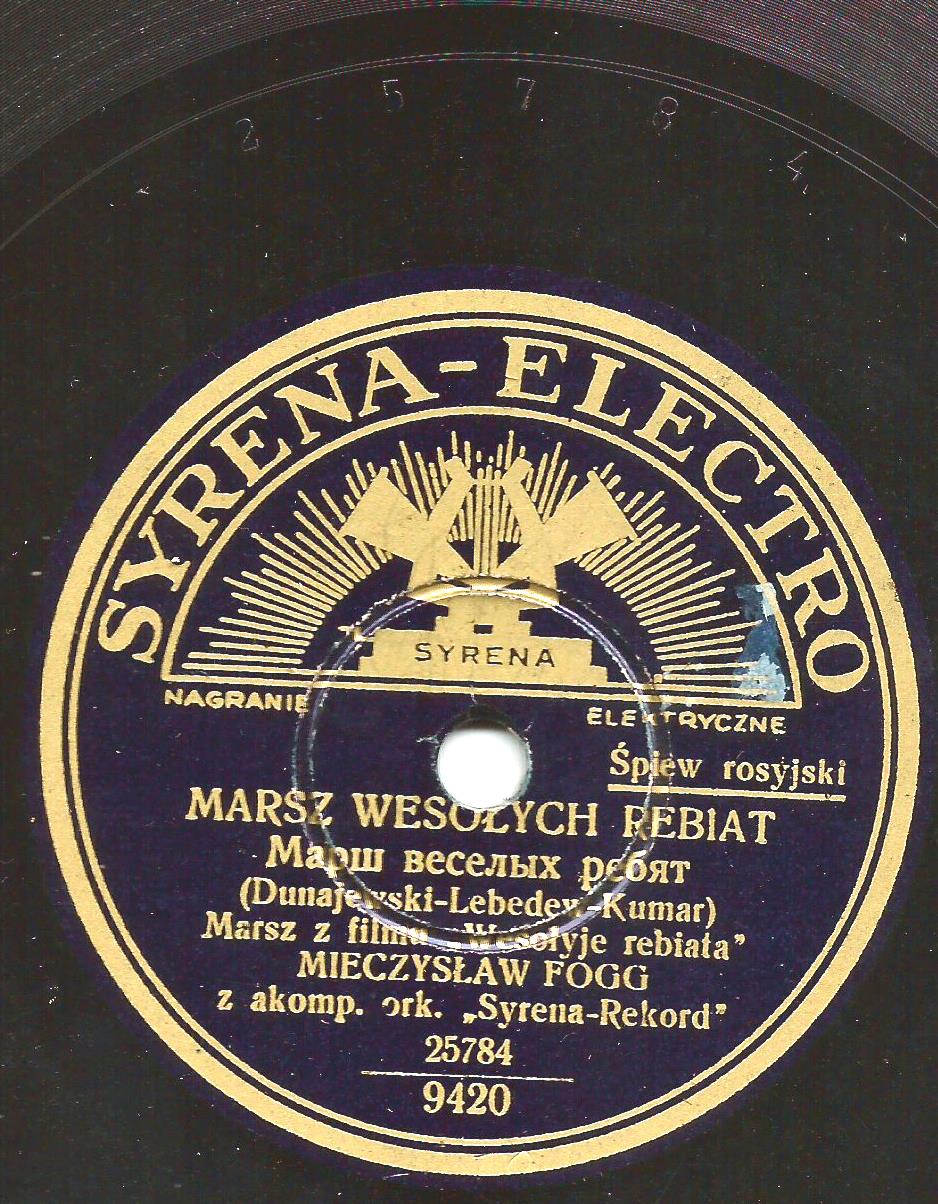 2 5 7 8 4
SYRENA-ELECTRO
SYRENA
NAGRANIE ELEKTRYCZNE
Śpiew rosyjski
MARSZ WESOŁYCH REBIAT
Марш веселых ребят
(Dunajewski-Lebedew-Kumar)
Marsz z filmu „Wesołyje rebiata”
MIECZYSŁAW FOGG
z akomp. ork. „Syrena-Rekord”
25784
9420